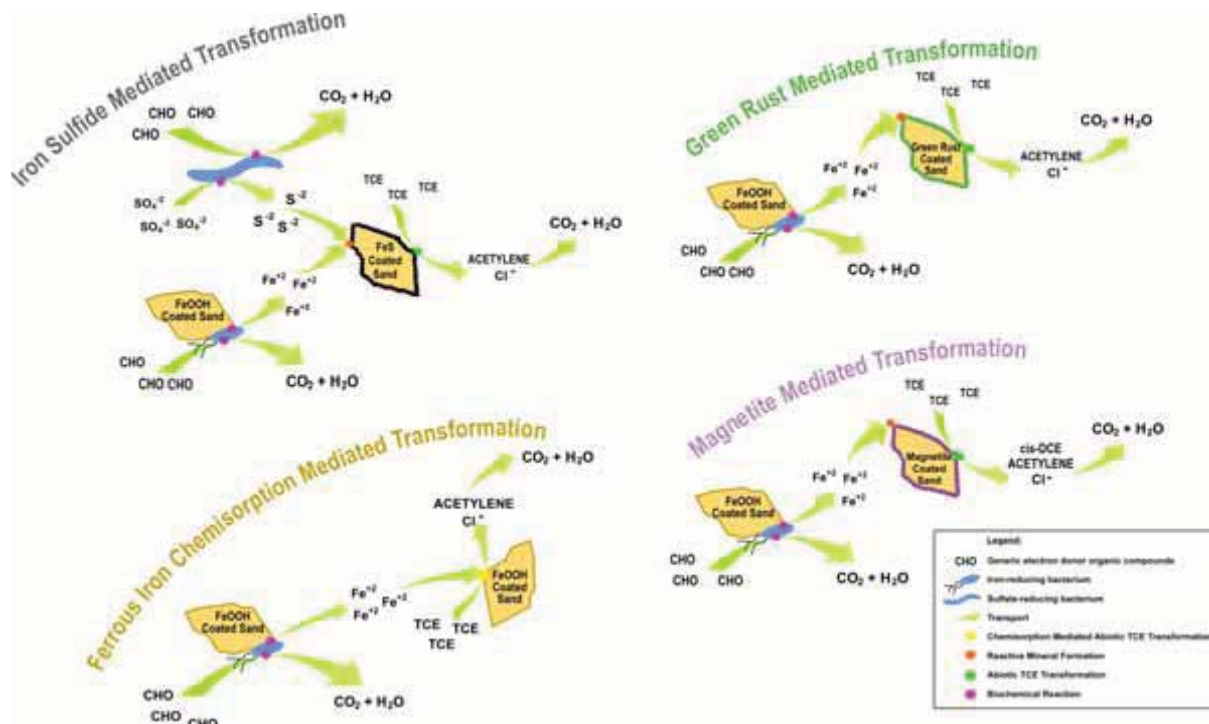 Iron Sulfide Mediated Transformation
CHO CHO
CHO
CO₂ + H₂O
SO₄⁻²
SO₄⁻² SO₄⁻²
S⁻²
S⁻² S⁻²
TCE
TCE TCE
FeS
Coated
Sand
ACETYLENE
Cl⁻
CO₂ + H₂O
Fe⁺² Fe⁺²
Fe⁺²
FeOOH
Coated Sand
CHO
CHO CHO
CO₂ + H₂O
Green Rust Mediated Transformation
TCE
TCE TCE
Green Rust
Coated
Sand
ACETYLENE
Cl⁻
CO₂ + H₂O
Fe⁺² Fe⁺²
Fe⁺²
FeOOH
Coated Sand
CHO
CHO CHO
CO₂ + H₂O
Ferrous Iron Chemisorption Mediated Transformation
CO₂ + H₂O
ACETYLENE
Cl⁻
FeOOH
Coated
Sand
Fe⁺²
Fe⁺² Fe⁺²
TCE TCE
TCE
FeOOH
Coated Sand
CHO
CHO CHO
CO₂ + H₂O
Magnetite Mediated Transformation
TCE
TCE TCE
Magnetite
Coated
Sand
cis-DCE
ACETYLENE
Cl⁻
CO₂ + H₂O
Fe⁺² Fe⁺²
Fe⁺²
FeOOH
Coated Sand
CHO
CHO CHO
CO₂ + H₂O
Legend:
CHO Generic electron donor organic compounds
Iron-reducing bacterium
Sulfate-reducing bacterium
Transport
Chemisorption Mediated Abiotic TCE Transformation
Reactive Mineral Formation
Abiotic TCE Transformation
Biochemical Reaction